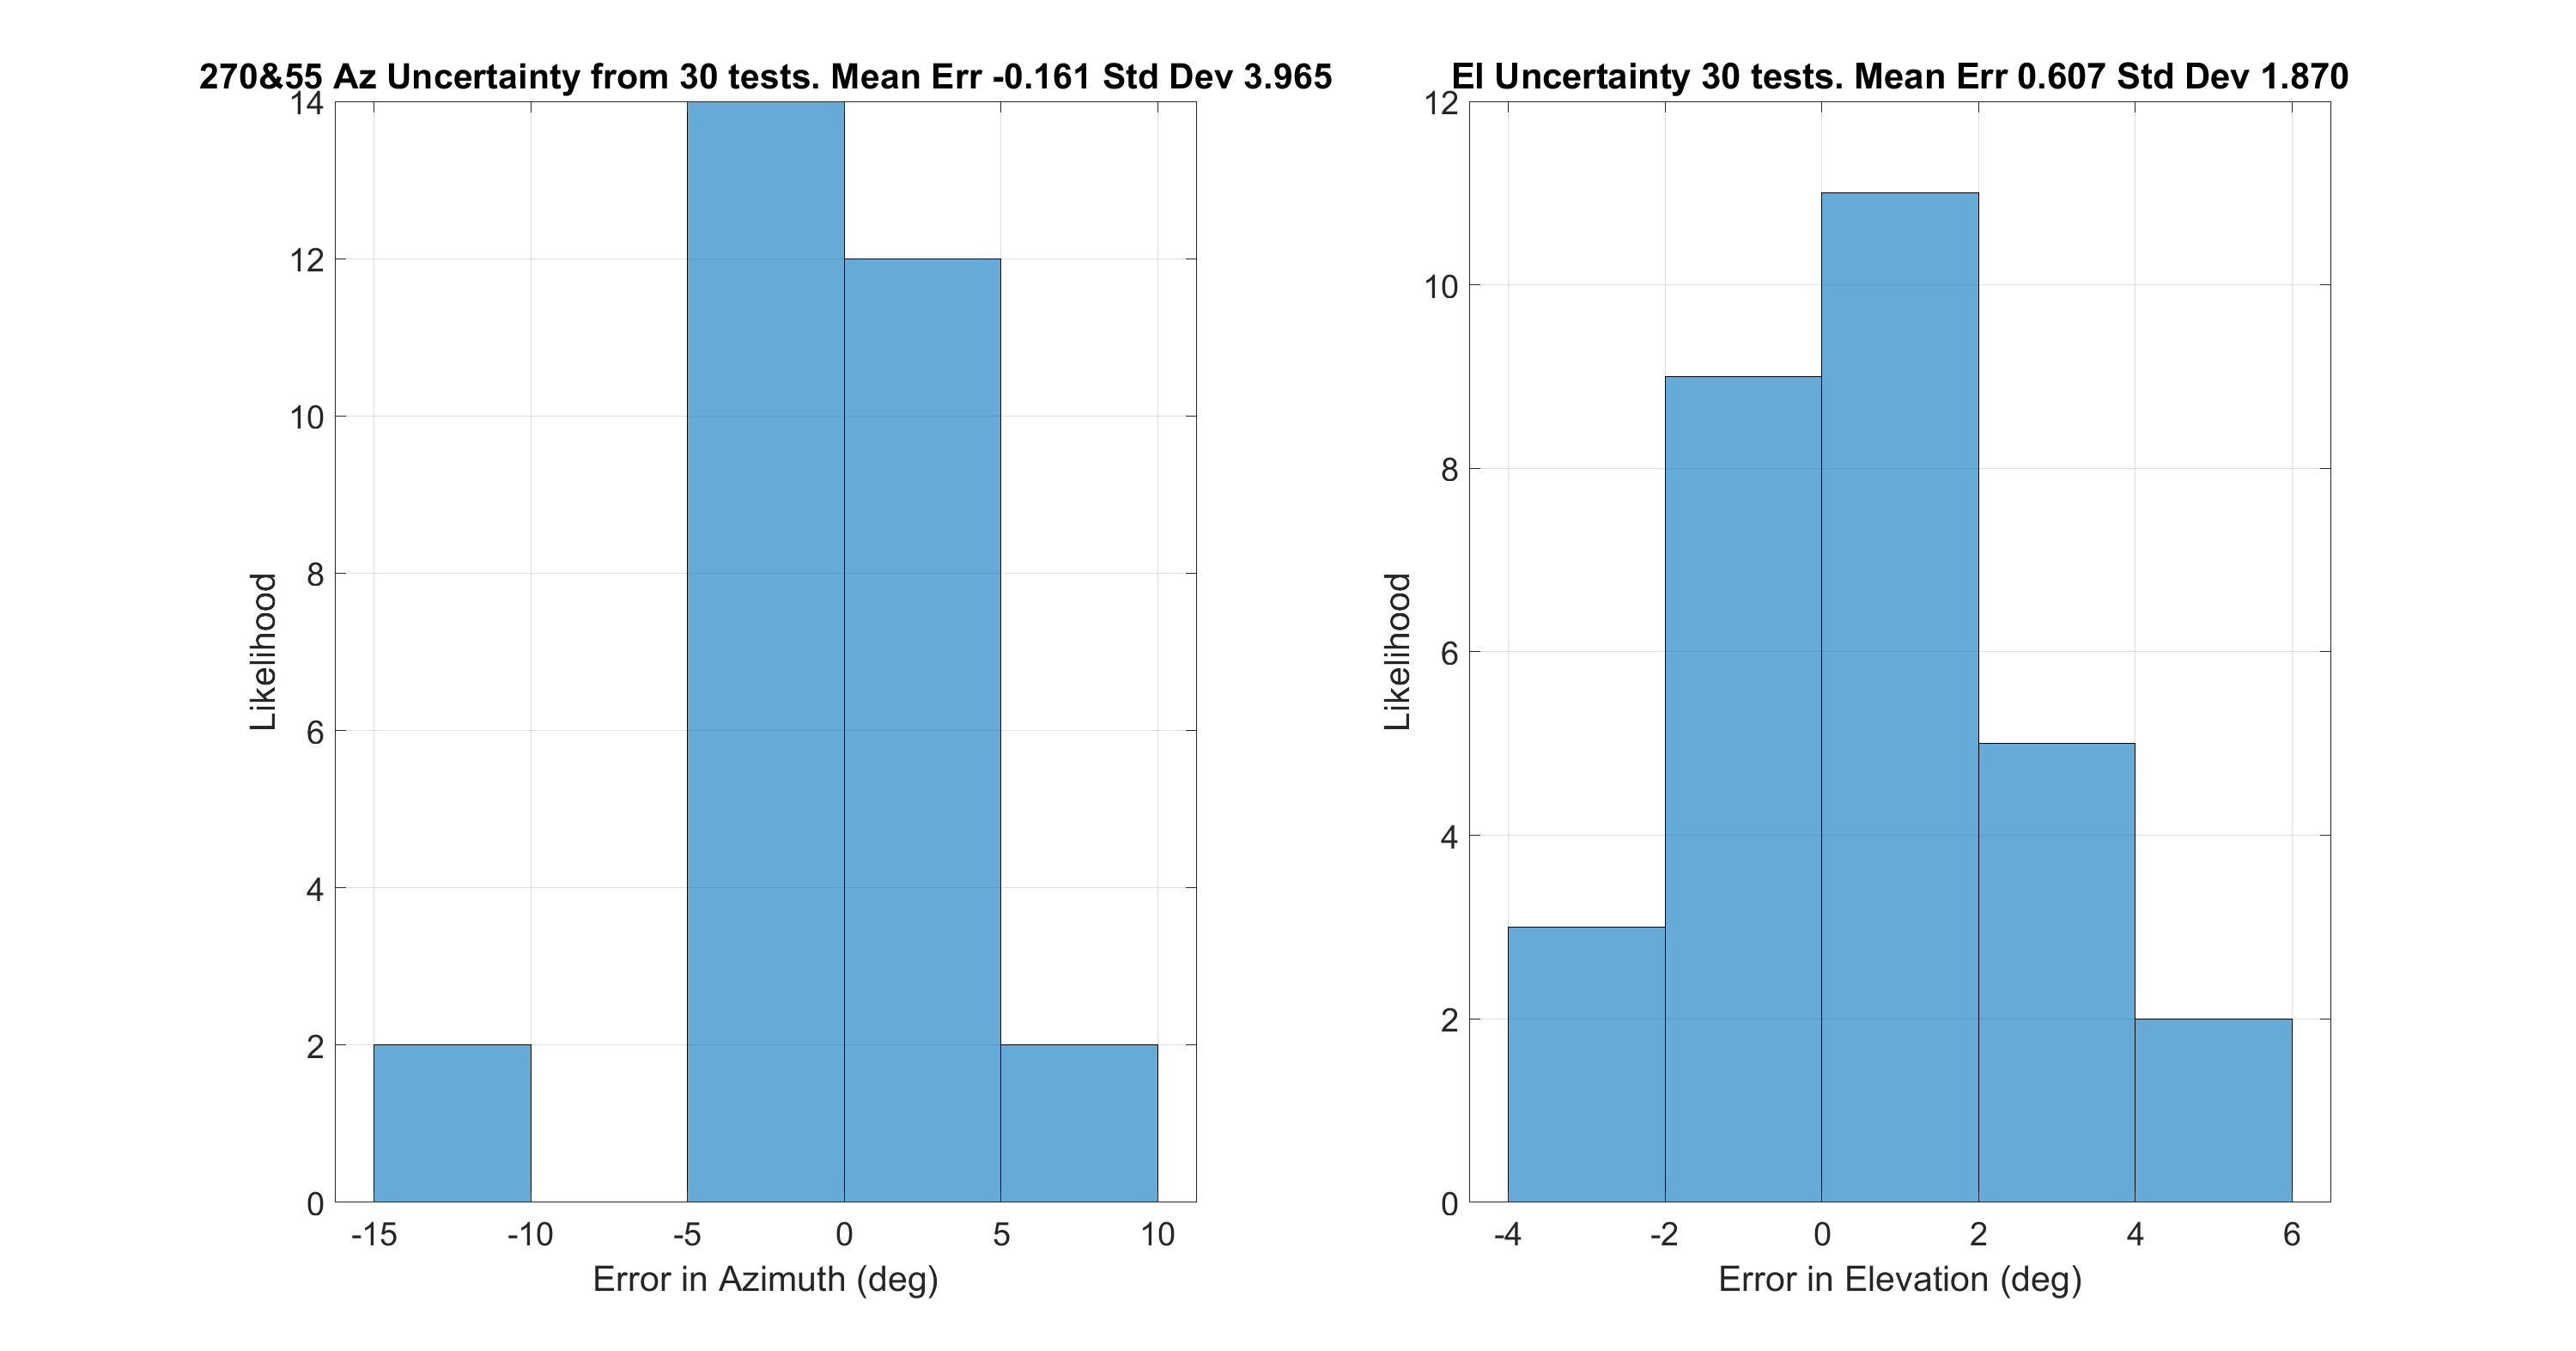 270&55 Az Uncertainty from 30 tests. Mean Err -0.161 Std Dev 3.965
14
12
10
8
6
4
2
0
Likelihood
-15 -10 -5 0 5 10
Error in Azimuth (deg)
El Uncertainty 30 tests. Mean Err 0.607 Std Dev 1.870
12
10
8
6
4
2
0
Likelihood
-4 -2 0 2 4 6
Error in Elevation (deg)